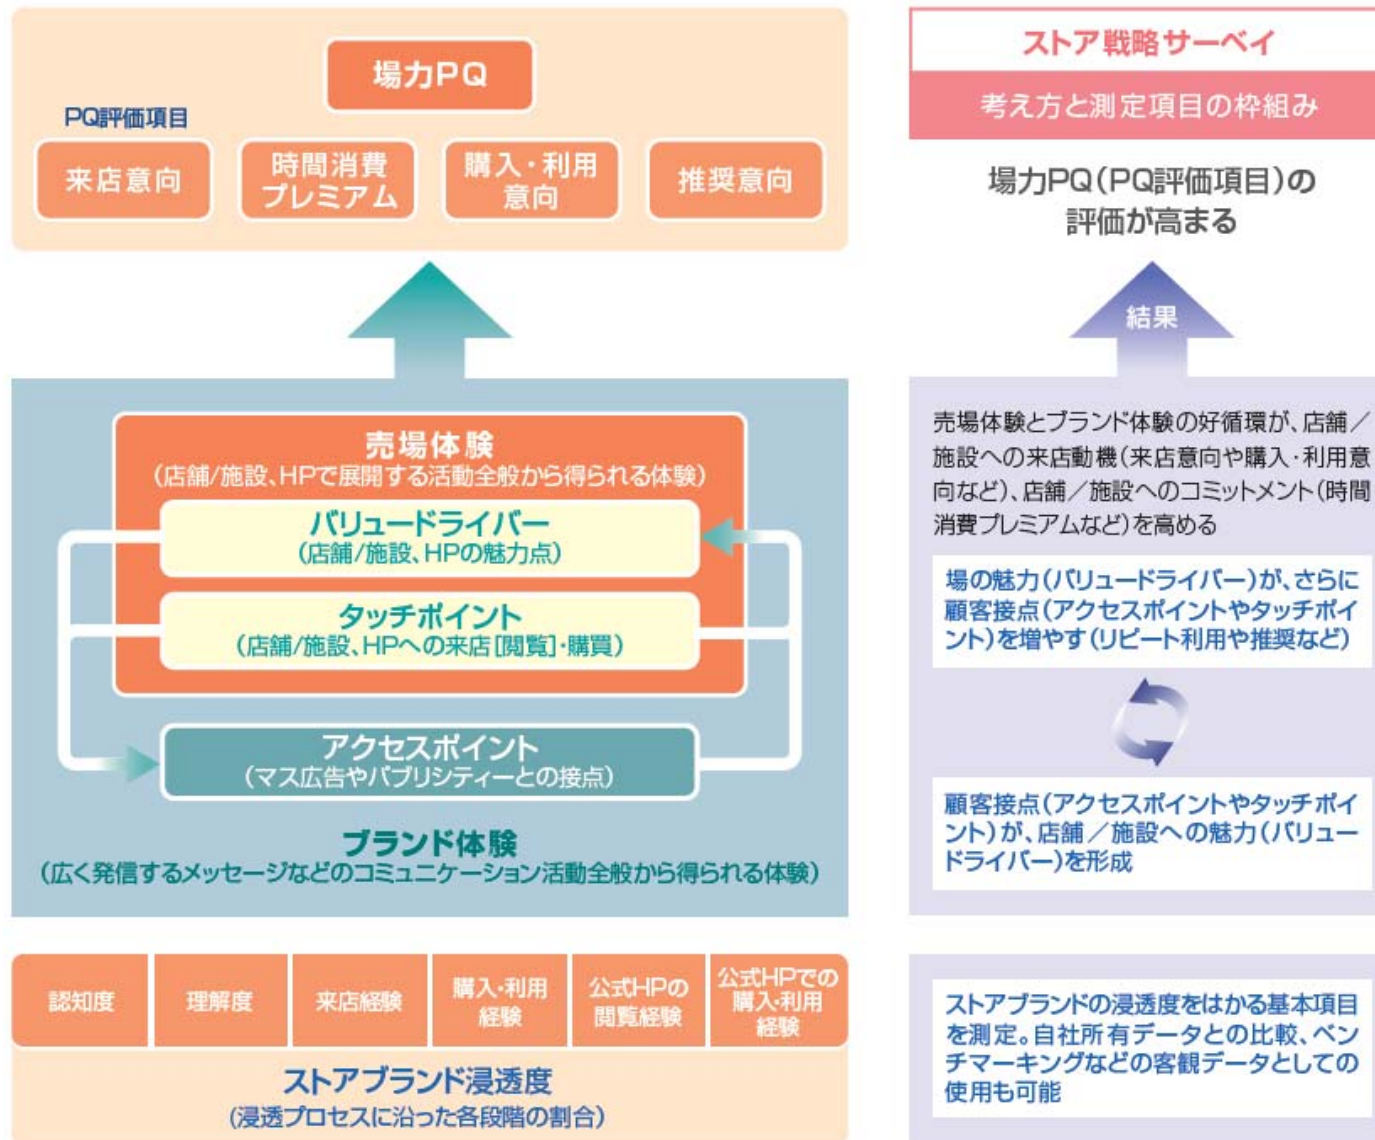 場力PQ
PQ評価項目
来店意向
時間消費
プレミアム
購入・利用
意向
推奨意向
売場体験
(店舗/施設、HPで展開する活動全般から得られる体験)
バリュードライバー
(店舗/施設、HPの魅力点)
タッチポイント
(店舗/施設、HPへの来店[閲覧]・購買)
アクセスポイント
(マス広告やパブリシティーとの接点)
ブランド体験
(広く発信するメッセージなどのコミュニケーション活動全般から得られる体験)
認知度
理解度
来店経験
購入・利用
経験
公式HPの
閲覧経験
公式HPでの
購入・利用
経験
ストアブランド浸透度
(浸透プロセスに沿った各段階の割合)
ストア戦略サーベイ
考え方と測定項目の枠組み
場力PQ(PQ評価項目)の
評価が高まる
結果
売場体験とブランド体験の好循環が、店舗／
施設への来店動機(来店意向や購入・利用意
向など)、店舗／施設へのコミットメント(時間
消費プレミアムなど)を高める
場の魅力(バリュードライバー)が、さらに
顧客接点(アクセスポイントやタッチポイ
ント)を増やす(リピート利用や推奨など)
顧客接点(アクセスポイントやタッチポイ
ント)が、店舗／施設への魅力(バリュー
ドライバー)を形成
ストアブランドの浸透度をはかる基本項目
を測定。自社所有データとの比較、ベン
チマーキングなどの客観データとしての
使用も可能